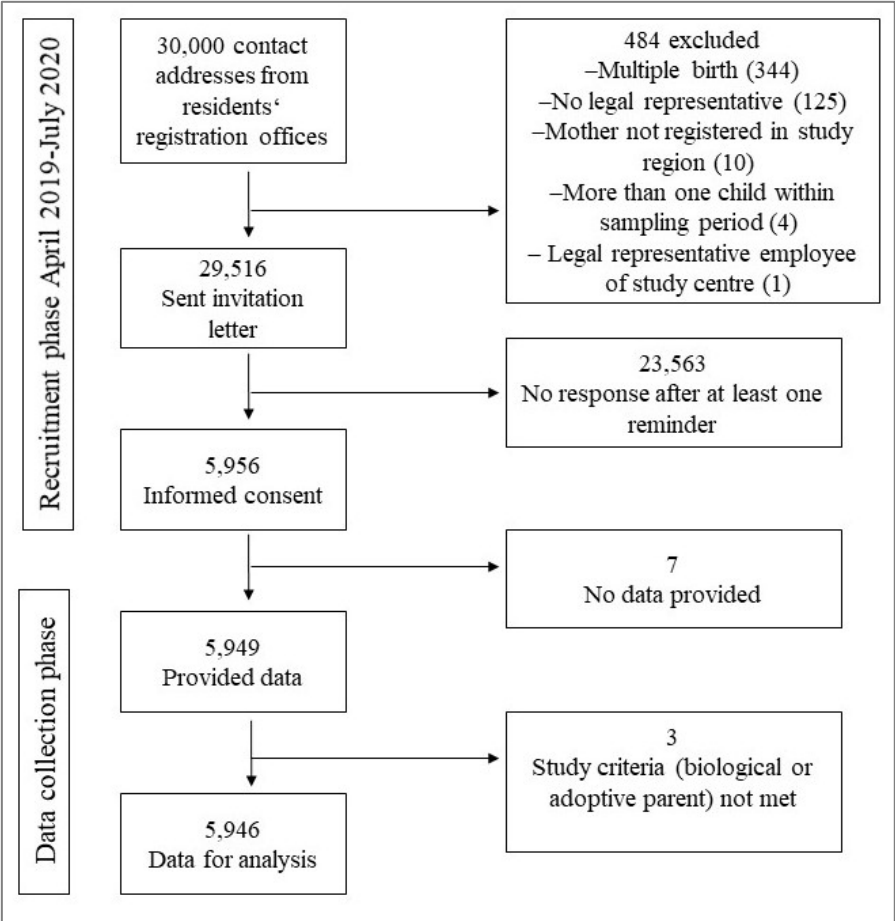 Recruitment phase April 2019-July 2020
30,000 contact
addresses from
residents‘
registration offices
484 excluded
–Multiple birth (344)
–No legal representative (125)
–Mother not registered in study
region (10)
–More than one child within
sampling period (4)
– Legal representative employee
of study centre (1)
29,516
Sent invitation
letter
23,563
No response after at least one
reminder
5,956
Informed consent
7
No data provided
Data collection phase
5,949
Provided data
3
Study criteria (biological or
adoptive parent) not met
5,946
Data for analysis